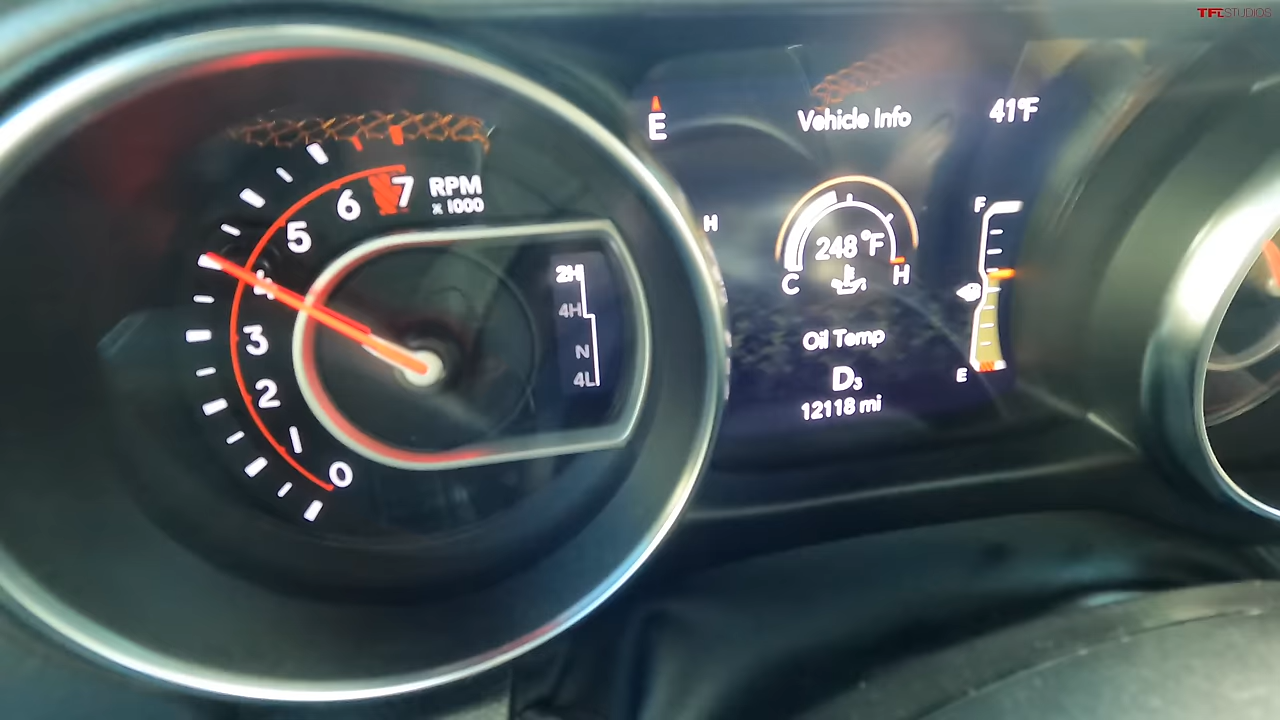 TFLSTUDIOS
7
6
5
4
3
2
1
0
RPM
x 1000
2H
4H
N
4L
E
Vehicle Info
41°F
H
248°F
C
H
Oil Temp
D3
12118 mi
F
E